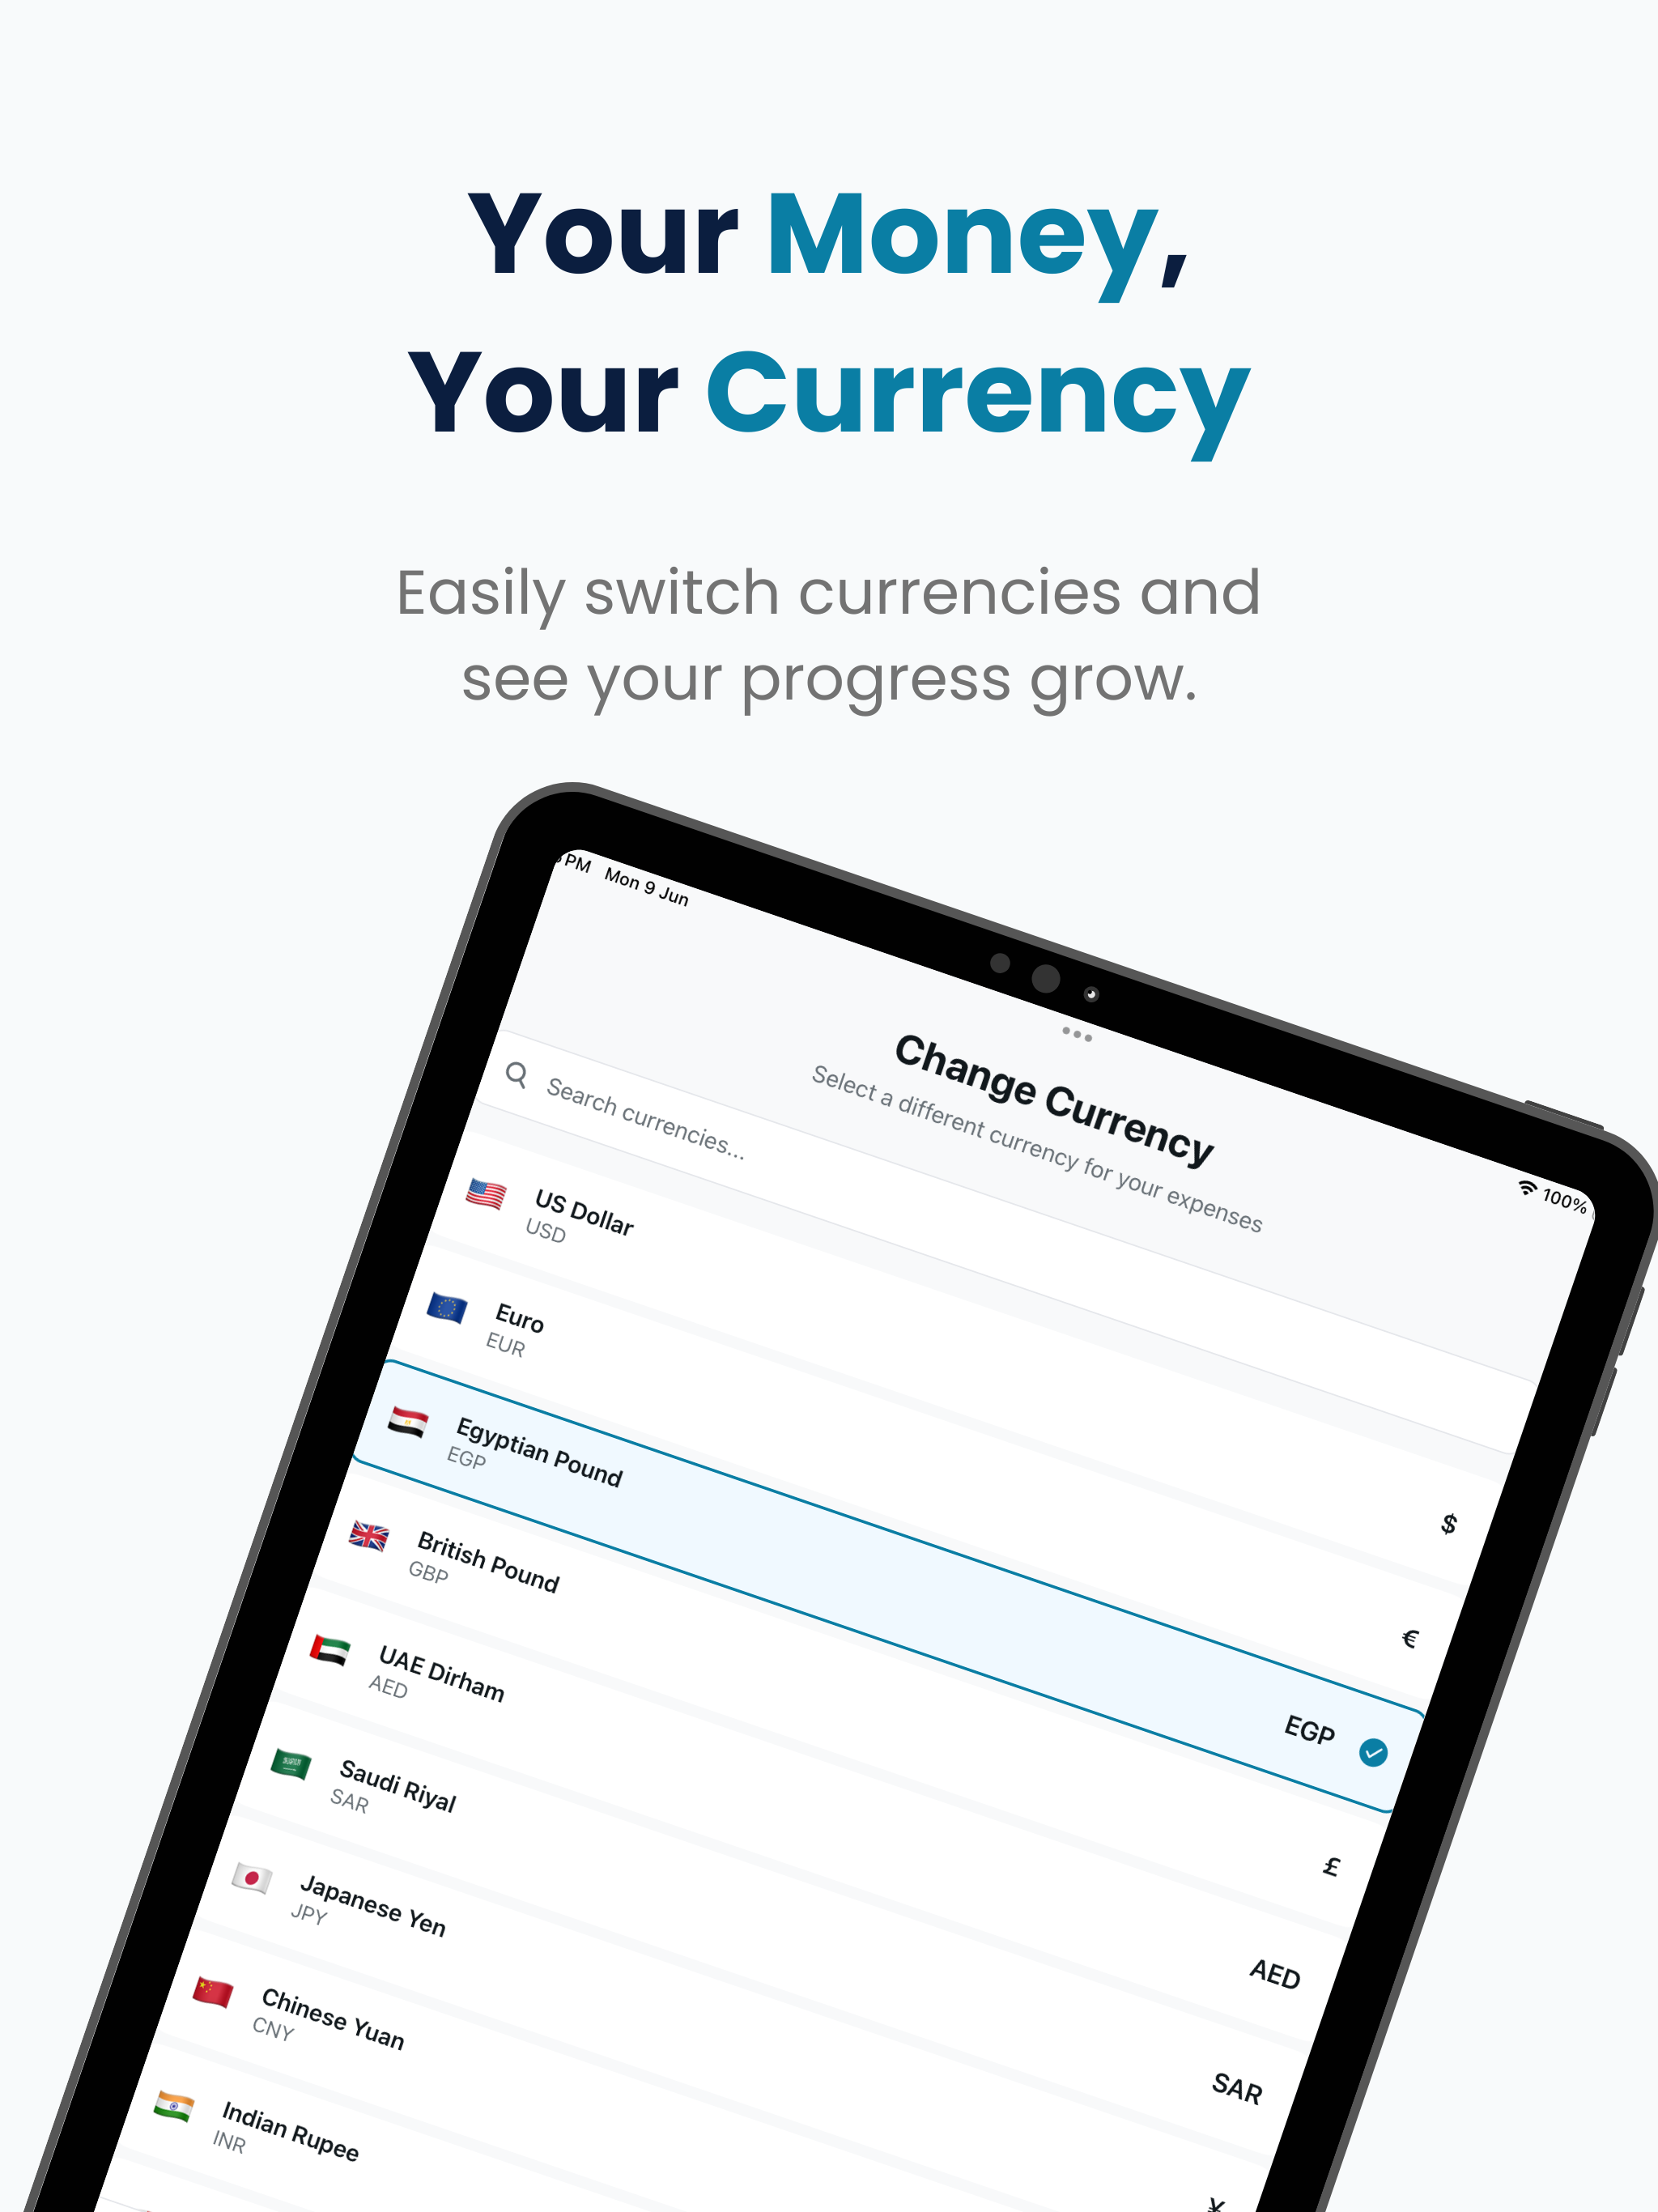 Your Money,
Your Currency
Easily switch currencies and
see your progress grow.
PM Mon 9 Jun
100%
Change Currency
Select a different currency for your expenses
Search currencies...
US Dollar
USD
$
Euro
EUR
€
Egyptian Pound
EGP
EGP
British Pound
GBP
£
UAE Dirham
AED
AED
Saudi Riyal
SAR
SAR
Japanese Yen
JPY
¥
Chinese Yuan
CNY
Indian Rupee
INR